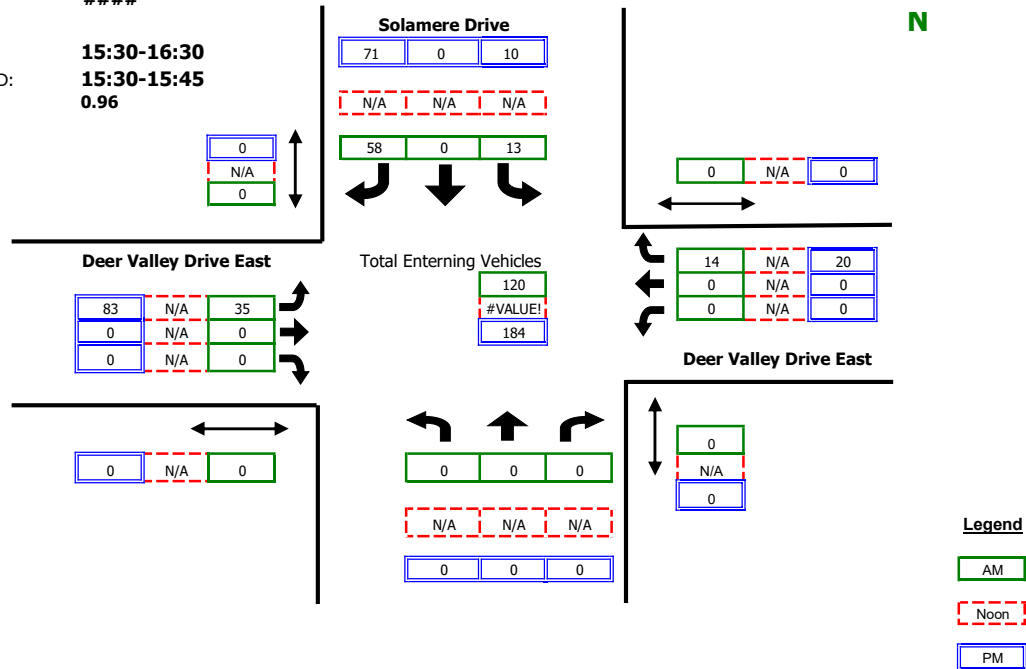 ####
Solamere Drive
N
71 0 10
15:30-16:30
D: 15:30-15:45
0.96
N/A N/A N/A
0
58 0 13
N/A
0 N/A 0
0
Deer Valley Drive East
Total Enterning Vehicles
14 N/A 20
120
0 N/A 0
83 N/A 35
#VALUE!
0 N/A 0
0 N/A 0
184
0 N/A 0
Deer Valley Drive East
0
0 N/A 0
0 0 0
N/A
0
N/A N/A N/A
Legend
0 0 0
AM
Noon
PM